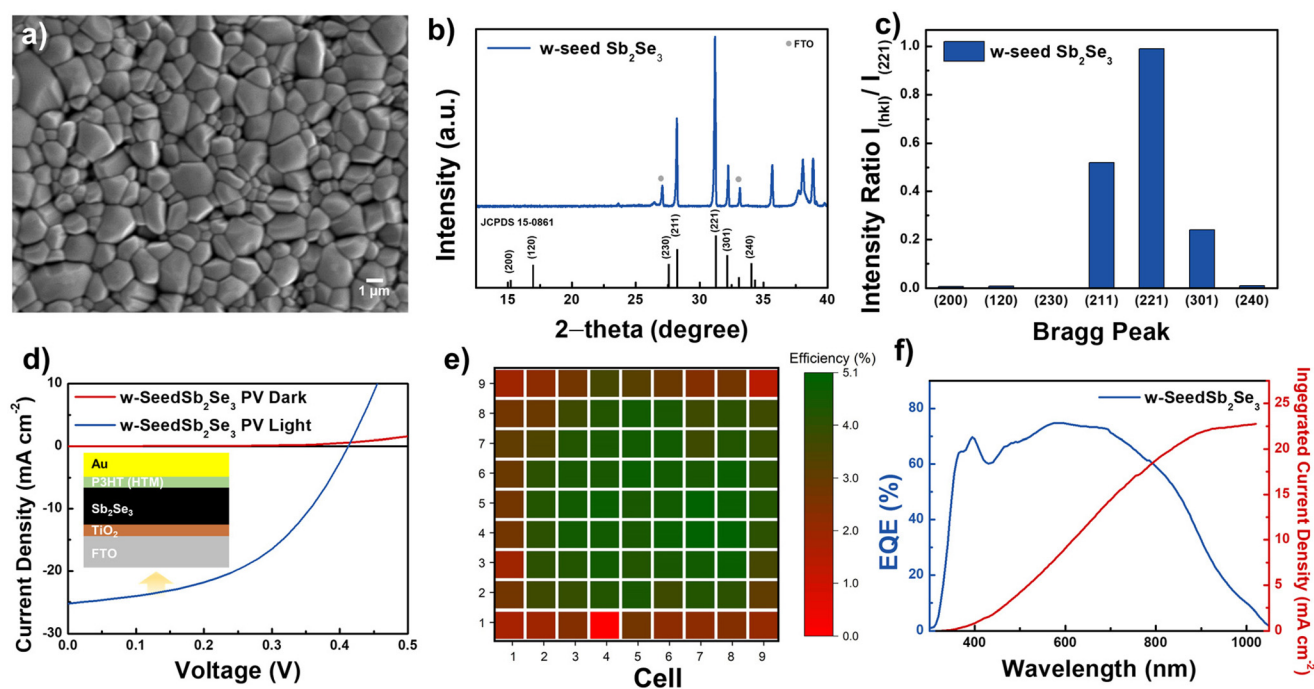 a)
1 µm
b)
w-seed Sb₂Se₃
FTO
Intensity (a.u.)
JCPDS 15-0861
(200)
(120)
(230)
(211)
(221)
(301)
(240)
15 20 25 30 35 40
2–theta (degree)
c)
w-seed Sb₂Se₃
Intensity Ratio I(hkl)/ I(221)
1.0
0.8
0.6
0.4
0.2
0.0
(200) (120) (230) (211) (221) (301) (240)
Bragg Peak
d)
w-SeedSb₂Se₃ PV Dark
w-SeedSb₂Se₃ PV Light
Current Density (mA cm-2)
10
0
-10
-20
-30
Au
P3HT (HTM)
Sb₂Se₃
TiO₂
FTO
0.0 0.1 0.2 0.3 0.4 0.5
Voltage (V)
e)
Efficiency (%)
9
8
7
6
5
4
3
2
1
1 2 3 4 5 6 7 8 9
Cell
5.1
4.0
3.0
2.0
1.0
0.0
f)
w-SeedSb₂Se₃
EQE (%)
80
60
40
20
0
400 600 800 1000
Wavelength (nm)
25
20
15
10
5
0
Ingegrated Current Density (mA cm-2)